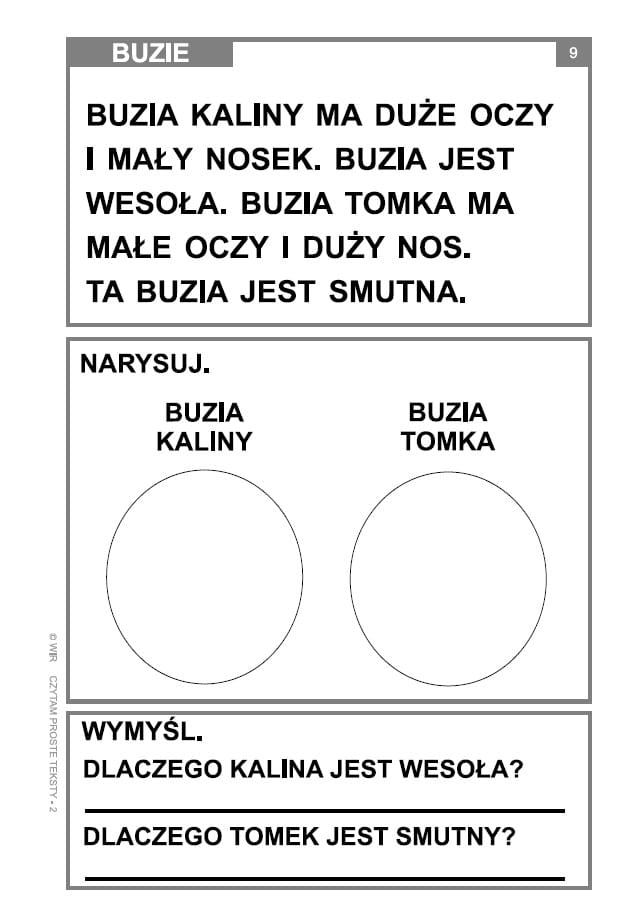 BUZIE
9
BUZIA KALINY MA DUŻE OCZY
I MAŁY NOSEK. BUZIA JEST
WESOŁA. BUZIA TOMKA MA
MAŁE OCZY I DUŻY NOS.
TA BUZIA JEST SMUTNA.
NARYSUJ.
BUZIA
KALINY
BUZIA
TOMKA
WYMYŚL.
DLACZEGO KALINA JEST WESOŁA?
DLACZEGO TOMEK JEST SMUTNY?
© WIR CZYTAM PROSTE TEKSTY • 2